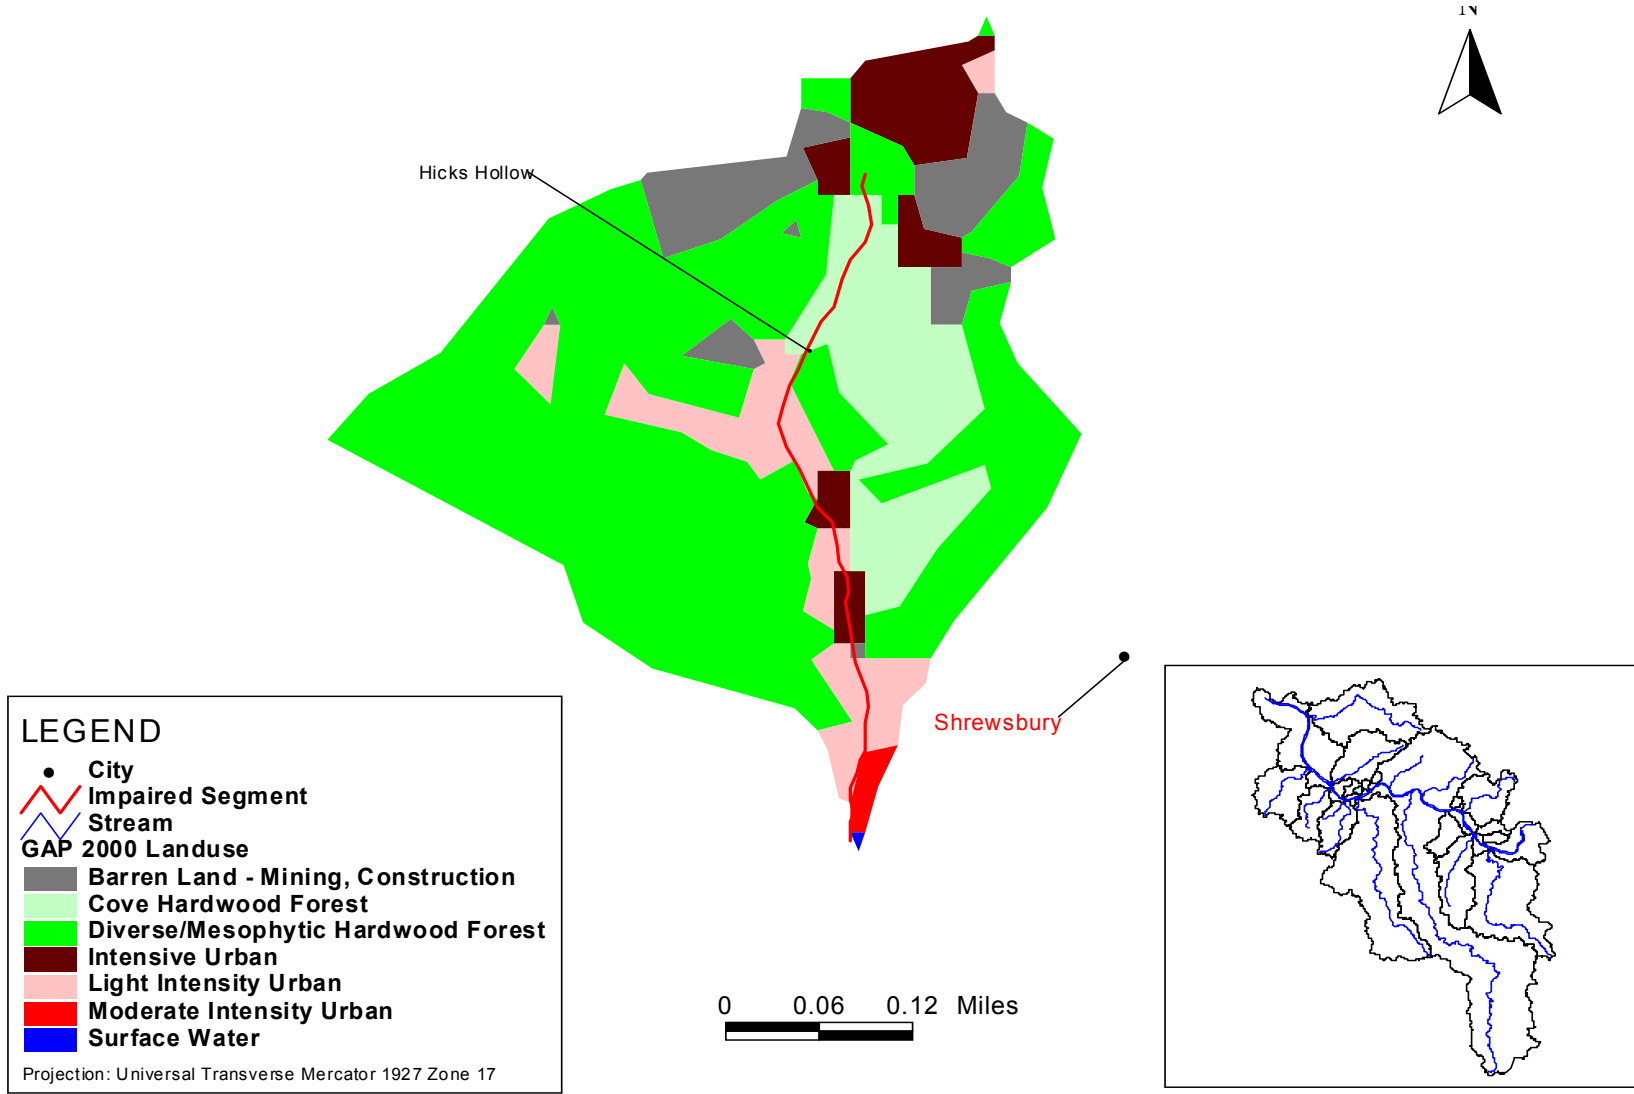 N
Hicks Hollow
Shrewsbury
LEGEND
City
Impaired Segment
Stream
GAP 2000 Landuse
Barren Land - Mining, Construction
Cove Hardwood Forest
Diverse/Mesophytic Hardwood Forest
Intensive Urban
Light Intensity Urban
Moderate Intensity Urban
Surface Water
Projection: Universal Transverse Mercator 1927 Zone 17
0 0.06 0.12 Miles